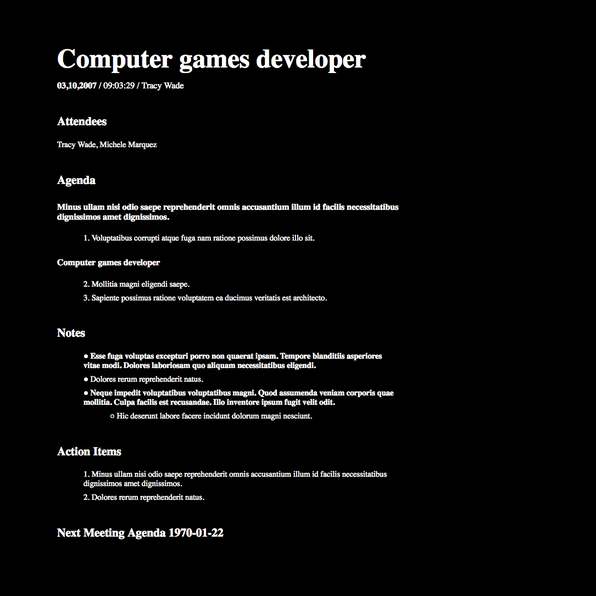 Computer games developer
03,10,2007 / 09:03:29 / Tracy Wade
Attendees
Tracy Wade, Michele Marquez
Agenda
Minus ullam nisi odio saepe reprehenderit omnis accusantium illum id facilis necessitatibus
dignissimos amet dignissimos.
1. Voluptatibus corrupti atque fuga nam ratione possimus dolore illo sit.
Computer games developer
2. Mollitia magni eligendi saepe.
3. Sapiente possimus ratione voluptatem ea ducimus veritatis est architecto.
Notes
● Esse fuga voluptas excepturi porro non quaerat ipsam. Tempore blanditiis asperiores
vitae modi. Dolores laboriosam quo aliquam necessitatibus eligendi.
● Dolores rerum reprehenderit natus.
● Neque impedit voluptatibus voluptatibus magni. Quod assumenda veniam corporis quae
mollitia. Culpa facilis est recusandae. Illo inventore ipsum fugit velit odit.
○ Hic deserunt labore facere incidunt dolorum magni nesciunt.
Action Items
1. Minus ullam nisi odio saepe reprehenderit omnis accusantium illum id facilis necessitatibus
dignissimos amet dignissimos.
2. Dolores rerum reprehenderit natus.
Next Meeting Agenda 1970-01-22